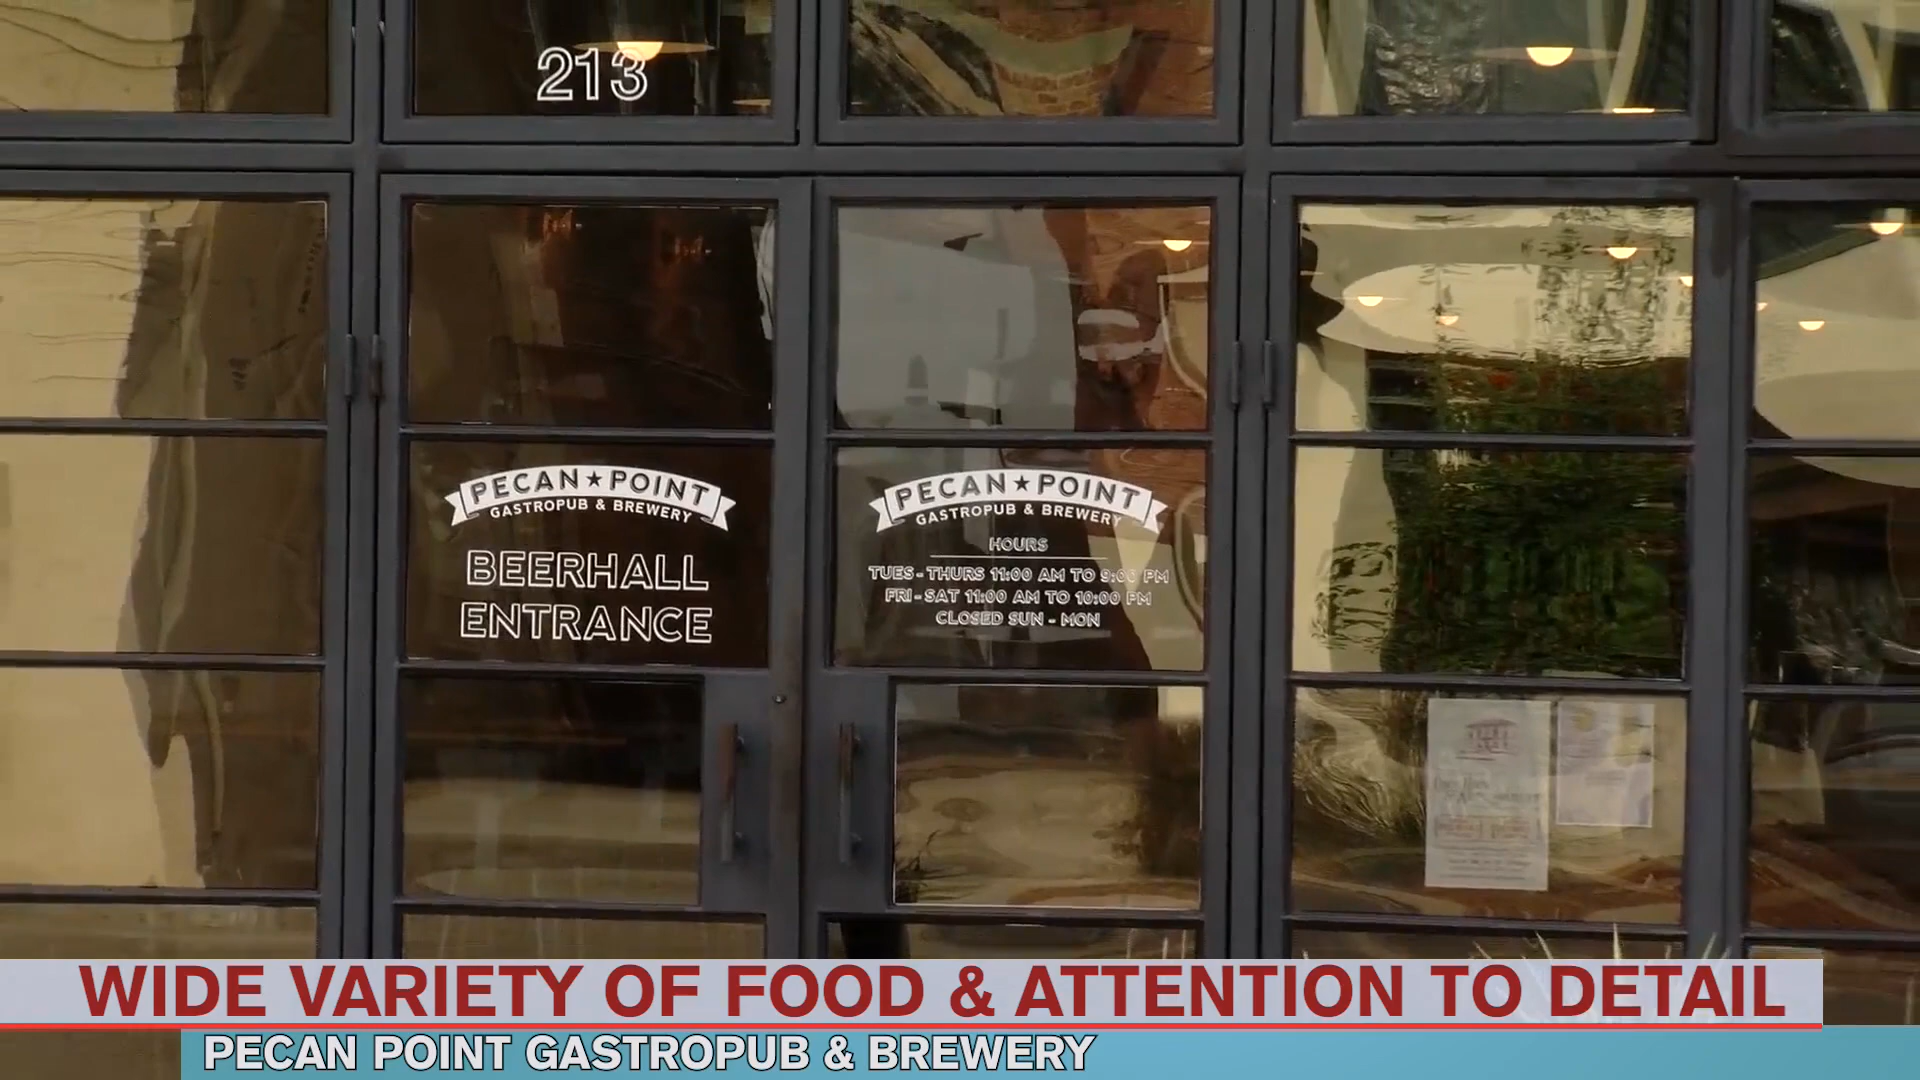 213
PECAN★POINT
GASTROPUB & BREWERY
BEERHALL
ENTRANCE
PECAN★POINT
GASTROPUB & BREWERY
HOURS
TUES - THURS 11:00 AM TO 9:00 PM
FRI - SAT 11:00 AM TO 10:00 PM
CLOSED SUN - MON
WIDE VARIETY OF FOOD & ATTENTION TO DETAIL
PECAN POINT GASTROPUB & BREWERY